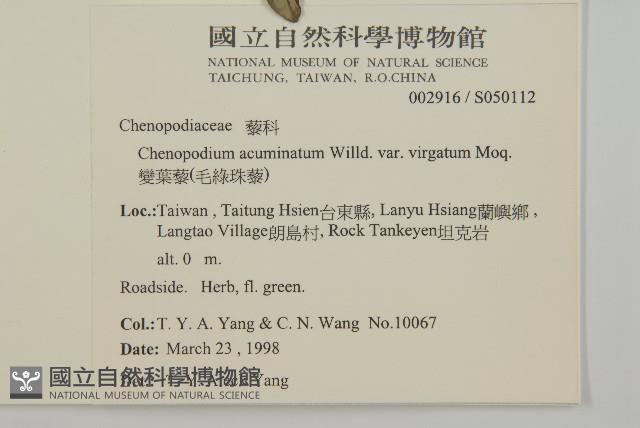 國立自然科學博物館
NATIONAL MUSEUM OF NATURAL SCIENCE
TAICHUNG, TAIWAN, R.O.CHINA
002916 / S050112
Chenopodiaceae 藜科
Chenopodium acuminatum Willd. var. virgatum Moq.
變葉藜(毛綠珠藜)
Loc.:Taiwan , Taitung Hsien台東縣, Lanyu Hsiang蘭嶼鄉 ,
Langtao Village朗島村, Rock Tankeyen坦克岩
alt. 0 m.
Roadside. Herb, fl. green.
Col.: T. Y. A. Yang & C. N. Wang No.10067
Date: March 23 , 1998
Yang
國立自然科學博物館
NATIONAL MUSEUM OF NATURAL SCIENCE